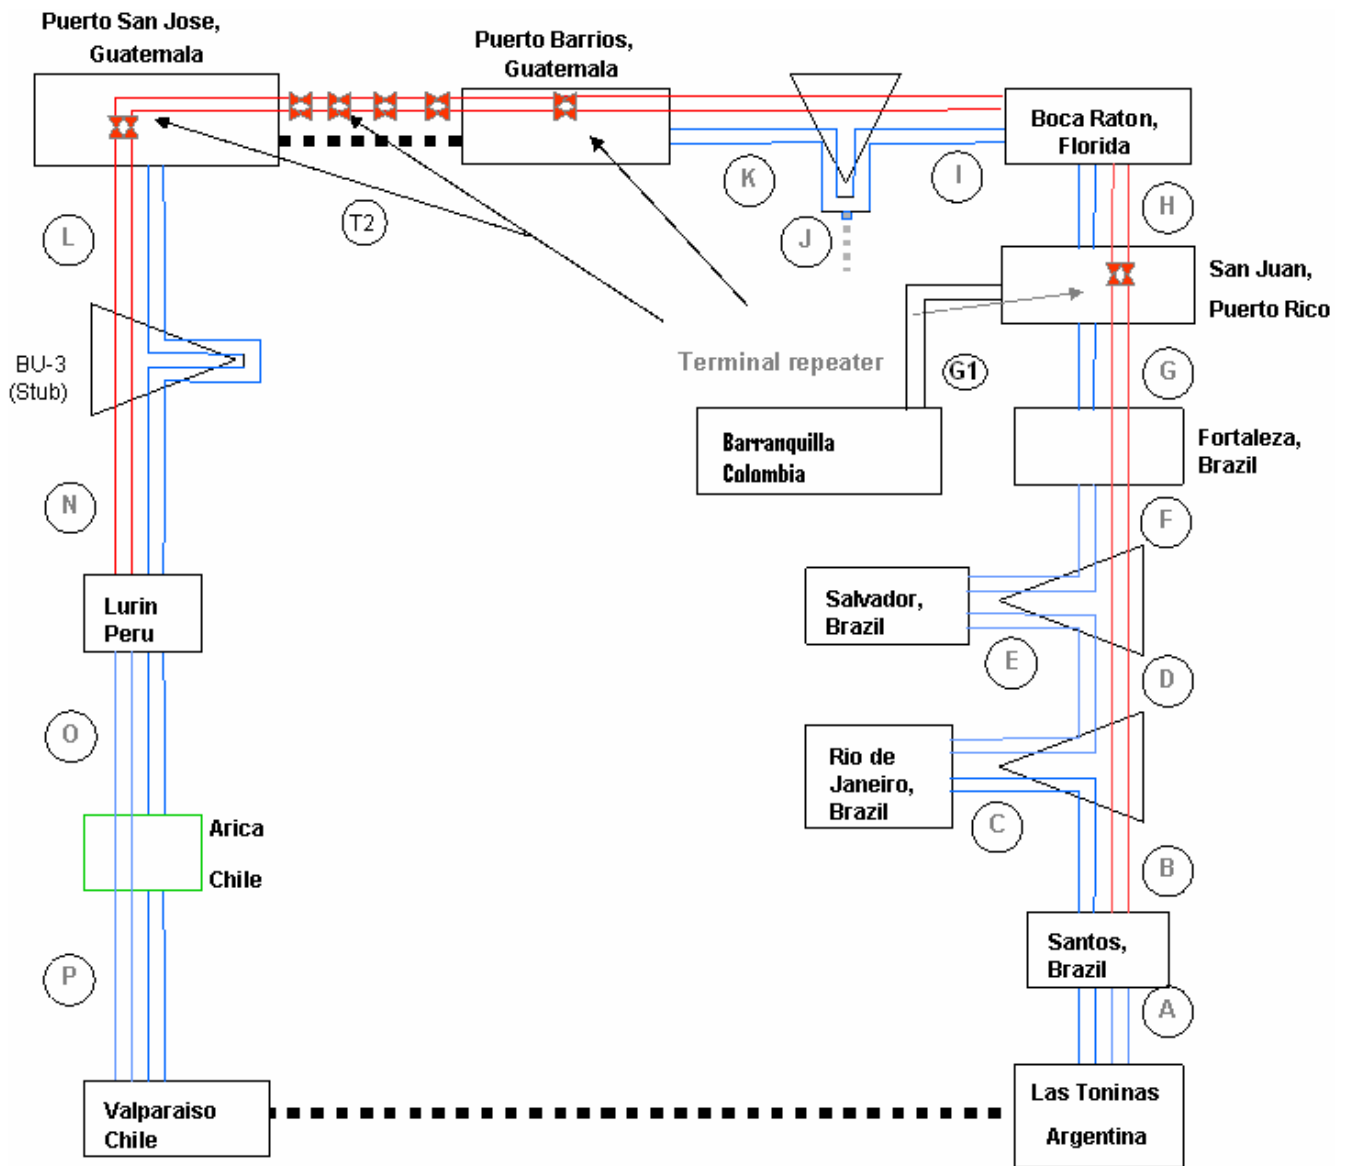 Puerto San Jose,
Guatemala
Puerto Barrios,
Guatemala
Boca Raton,
Florida
K
I
H
T2
L
J
San Juan,
Puerto Rico
BU-3
(Stub)
Terminal repeater
G1
G
Barranquilla
Colombia
Fortaleza,
Brazil
N
F
Lurin
Peru
Salvador,
Brazil
E
D
O
Rio de
Janeiro,
Brazil
C
Arica
Chile
B
P
Santos,
Brazil
A
Valparaiso
Chile
Las Toninas
Argentina